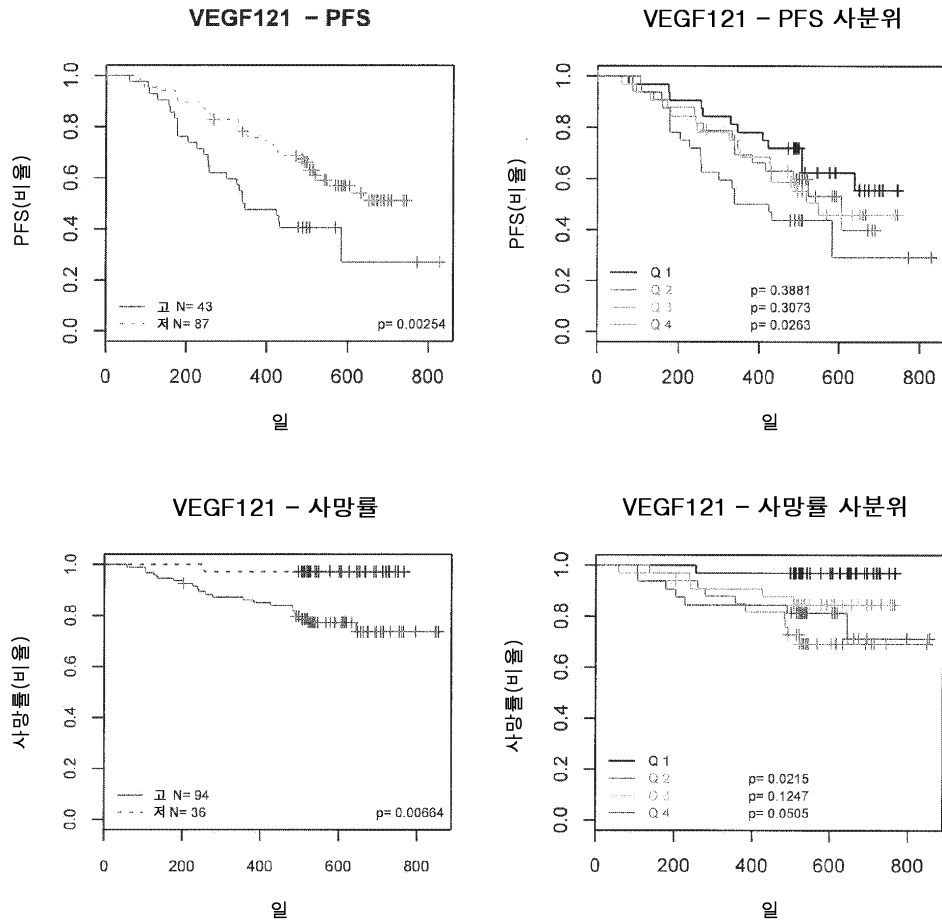 VEGF121 – PFS
PFS(비율)
1.0
0.8
0.6
0.4
0.2
0.0
고 N= 43
저 N= 87
p= 0.00254
0
200
400
600
800
일
VEGF121 – PFS 사분위
PFS(비율)
1.0
0.8
0.6
0.4
0.2
0.0
Q 1
Q 2 p= 0.3881
Q 3 p= 0.3073
Q 4 p= 0.0263
0
200
400
600
800
일
VEGF121 – 사망률
사망률(비율)
1.0
0.8
0.6
0.4
0.2
0.0
고 N= 94
저 N= 36
p= 0.00664
0
200
400
600
800
일
VEGF121 – 사망률 사분위
사망률(비율)
1.0
0.8
0.6
0.4
0.2
0.0
Q 1
Q 2 p= 0.0215
Q 3 p= 0.1247
Q 4 p= 0.0505
0
200
400
600
800
일